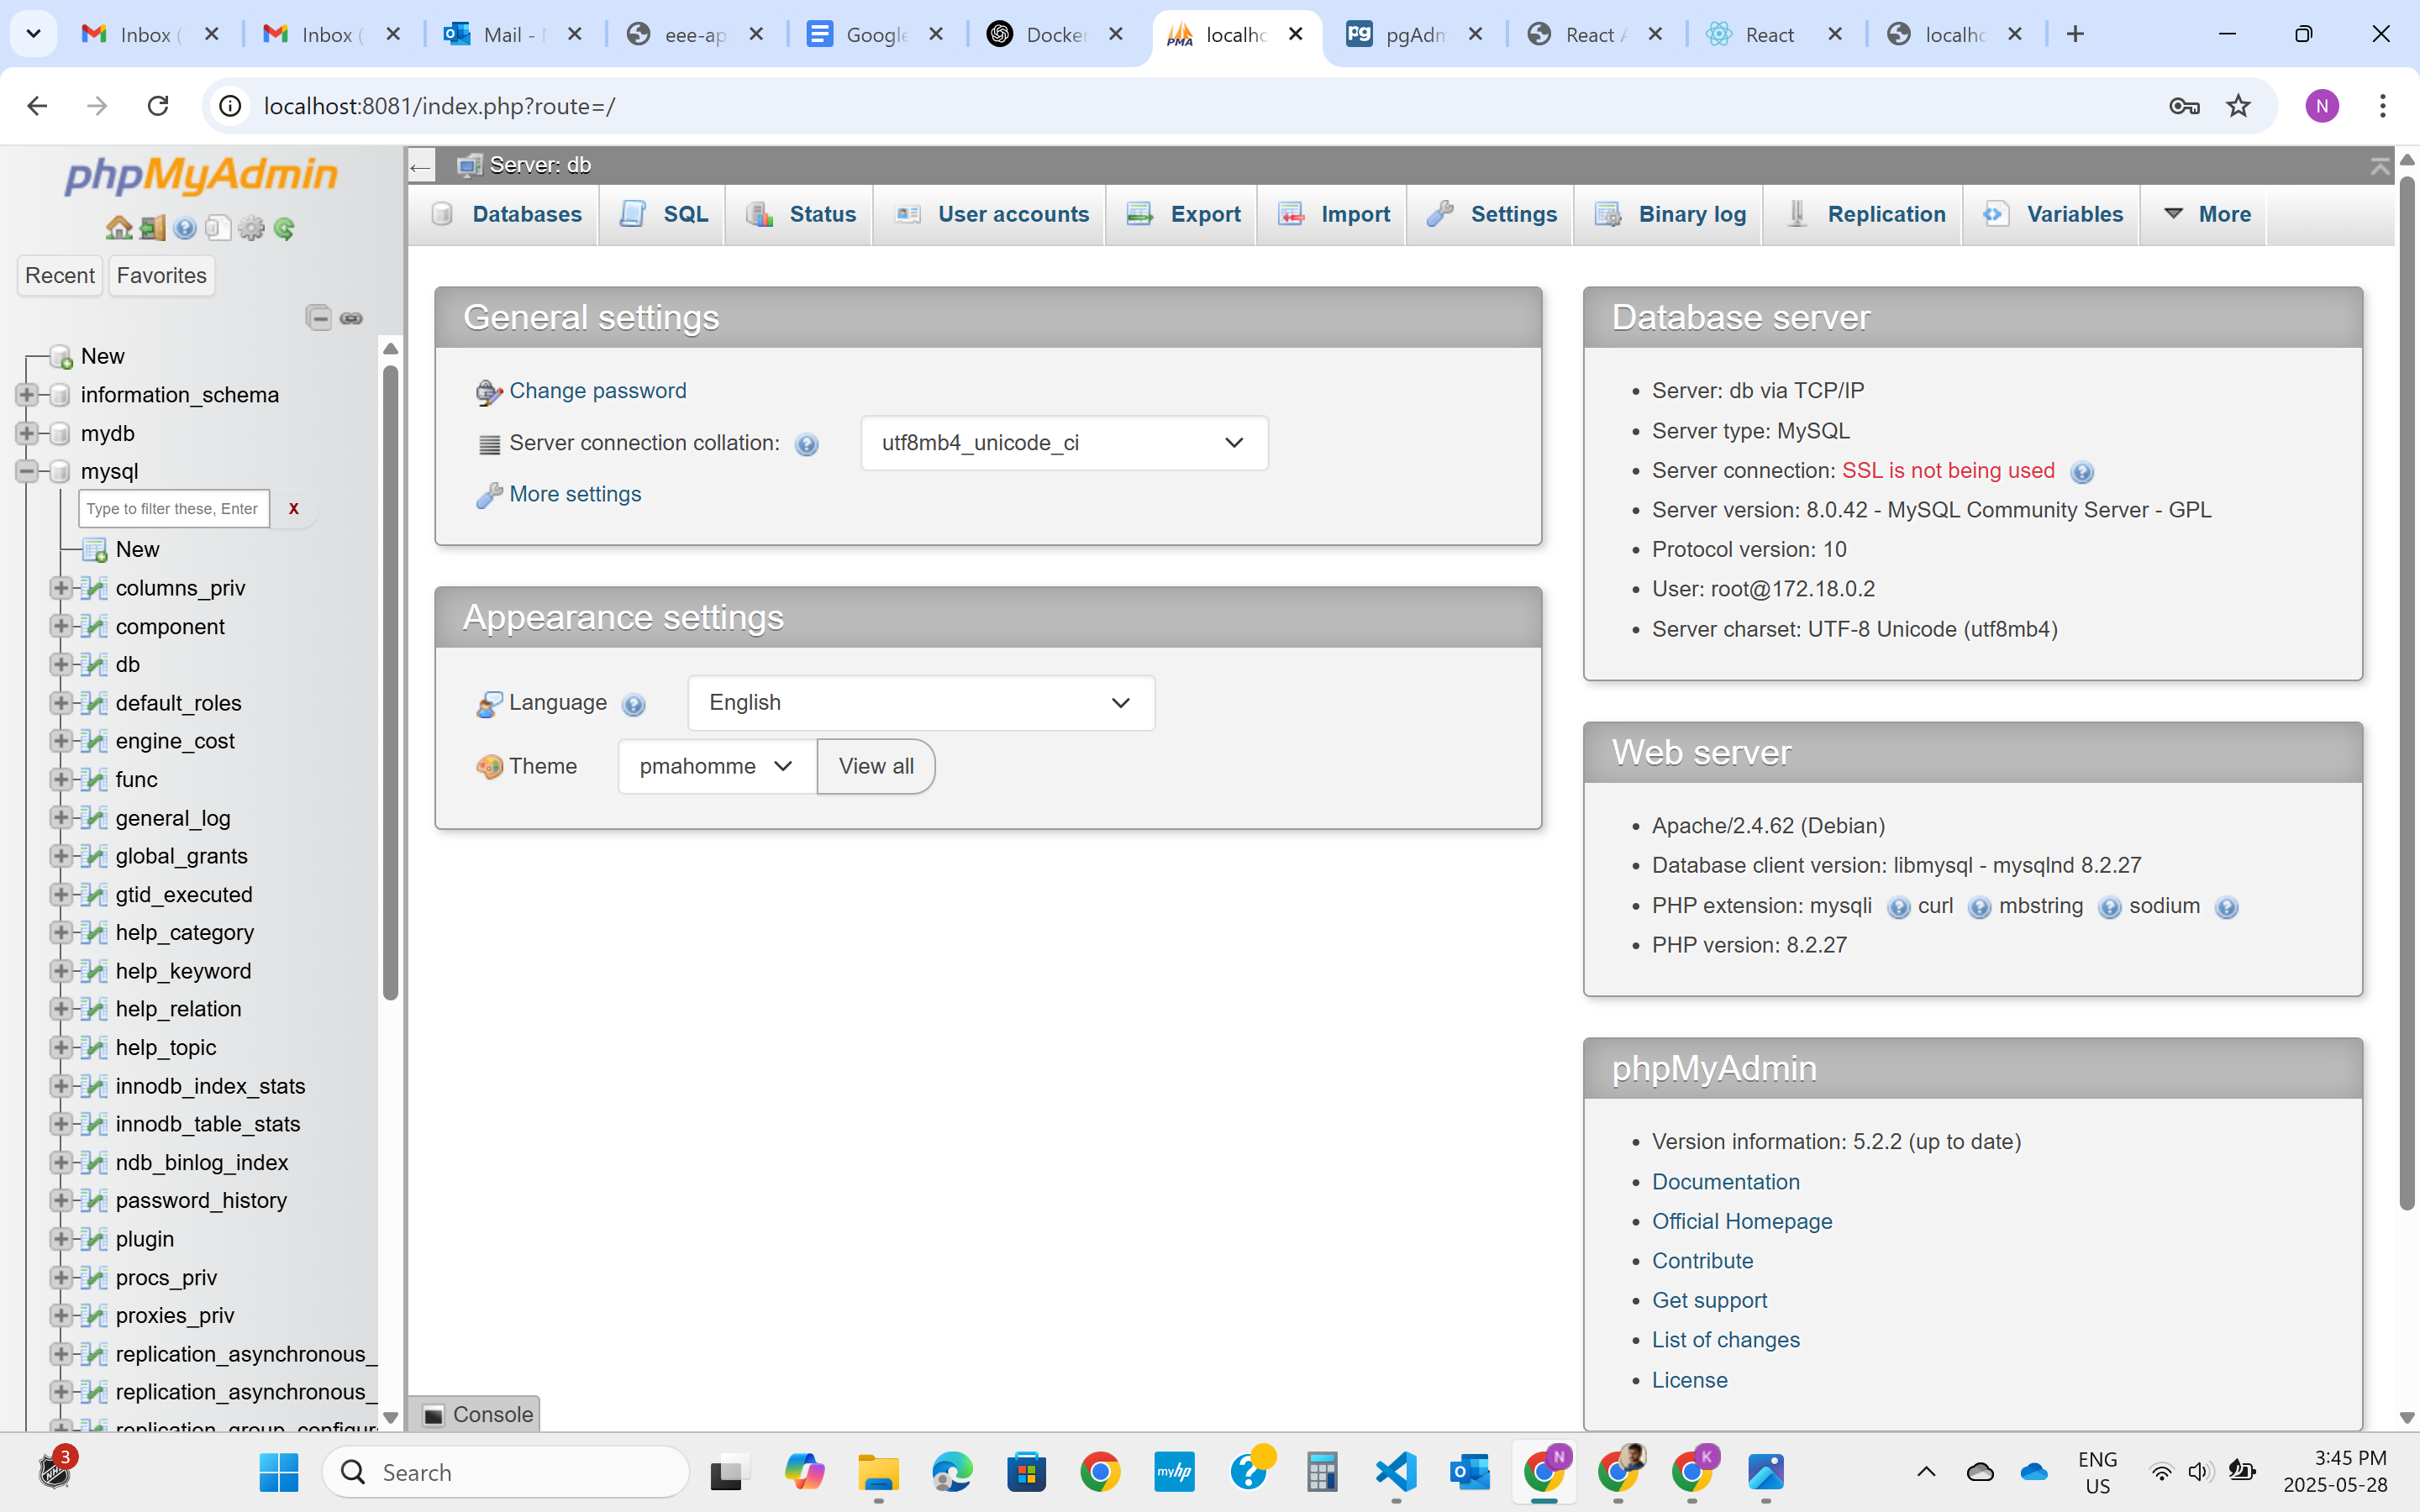 Inbox (
Inbox (
Mail -
eee-ap
Google
Docker
localho
pgAdm
React A
React
localho
localhost:8081/index.php?route=/
N
phpMyAdmin
Recent
Favorites
New
information_schema
mydb
mysql
Type to filter these, Enter
X
New
columns_priv
component
db
default_roles
engine_cost
func
general_log
global_grants
gtid_executed
help_category
help_keyword
help_relation
help_topic
innodb_index_stats
innodb_table_stats
ndb_binlog_index
password_history
plugin
procs_priv
proxies_priv
replication_asynchronous_
replication_asynchronous_
replication_group_configur
Server: db
Databases
SQL
Status
User accounts
Export
Import
Settings
Binary log
Replication
Variables
More
General settings
Change password
Server connection collation:
utf8mb4_unicode_ci
More settings
Appearance settings
Language
English
Theme
pmahomme
View all
Database server
Server: db via TCP/IP
Server type: MySQL
Server connection: SSL is not being used
Server version: 8.0.42 - MySQL Community Server - GPL
Protocol version: 10
User: root@172.18.0.2
Server charset: UTF-8 Unicode (utf8mb4)
Web server
Apache/2.4.62 (Debian)
Database client version: libmysql - mysqlnd 8.2.27
PHP extension: mysqli curl mbstring sodium
PHP version: 8.2.27
phpMyAdmin
Version information: 5.2.2 (up to date)
Documentation
Official Homepage
Contribute
Get support
List of changes
License
Console
3
Search
myhp
N
K
ENG
US
3:45 PM
2025-05-28